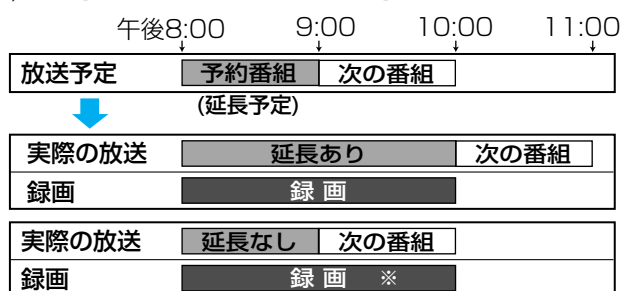 午後8:00 9:00 10:00 11:00
放送予定 予約番組 次の番組
(延長予定)
実際の放送 延長あり 次の番組
録画 録画
実際の放送 延長なし 次の番組
録画 録画 ※